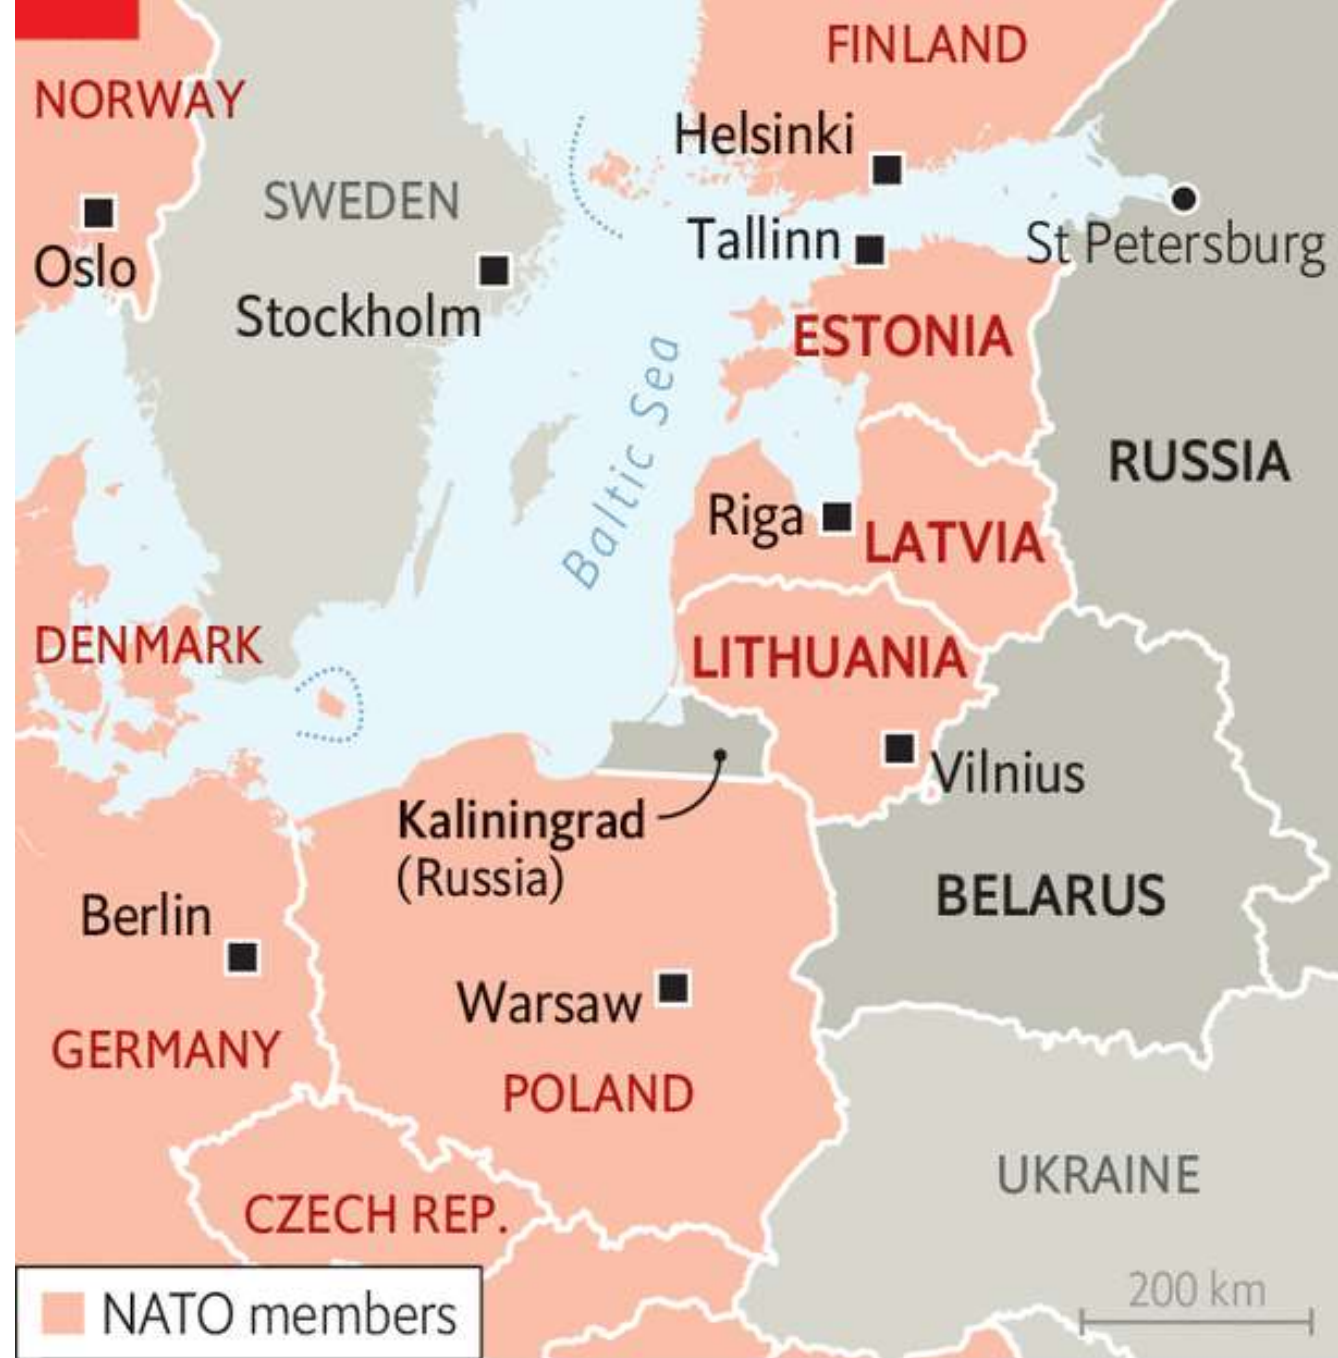 FINLAND
NORWAY
Helsinki
SWEDEN
Tallinn
St Petersburg
Oslo
Stockholm
ESTONIA
Baltic Sea
RUSSIA
Riga
LATVIA
DENMARK
LITHUANIA
Vilnius
Kaliningrad
(Russia)
BELARUS
Berlin
Warsaw
GERMANY
POLAND
UKRAINE
CZECH REP.
200 km
NATO members